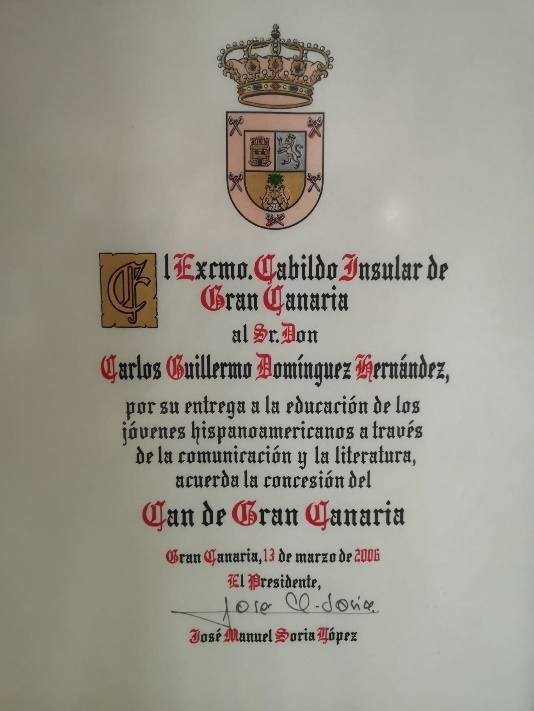 El Excmo. Cabildo Insular de
Gran Canaria
al Sr. Don
Carlos Guillermo Domínguez Hernández,
por su entrega a la educación de los
jóvenes hispanoamericanos a través
de la comunicación y la literatura,
acuerda la concesión del
Can de Gran Canaria
Gran Canaria, 13 de marzo de 2006
El Presidente,
Jose M. Soria
José Manuel Soria López